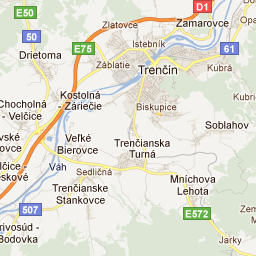 E50
Zlatovce
D1
Zamarovce
50
Istebník
E75
61
Drietoma
Záblatie
Trenčín
Kubrá
Kostolná
- Záriečie
Chocholná
- Velčice
Biskupice
Soblahov
Veľké
Bierovce
Trenčianska
Turná
Váh
Sedličná
Trenčianske
Stankovce
Mníchova
Lehota
507
E572
Bodovka
Jarky